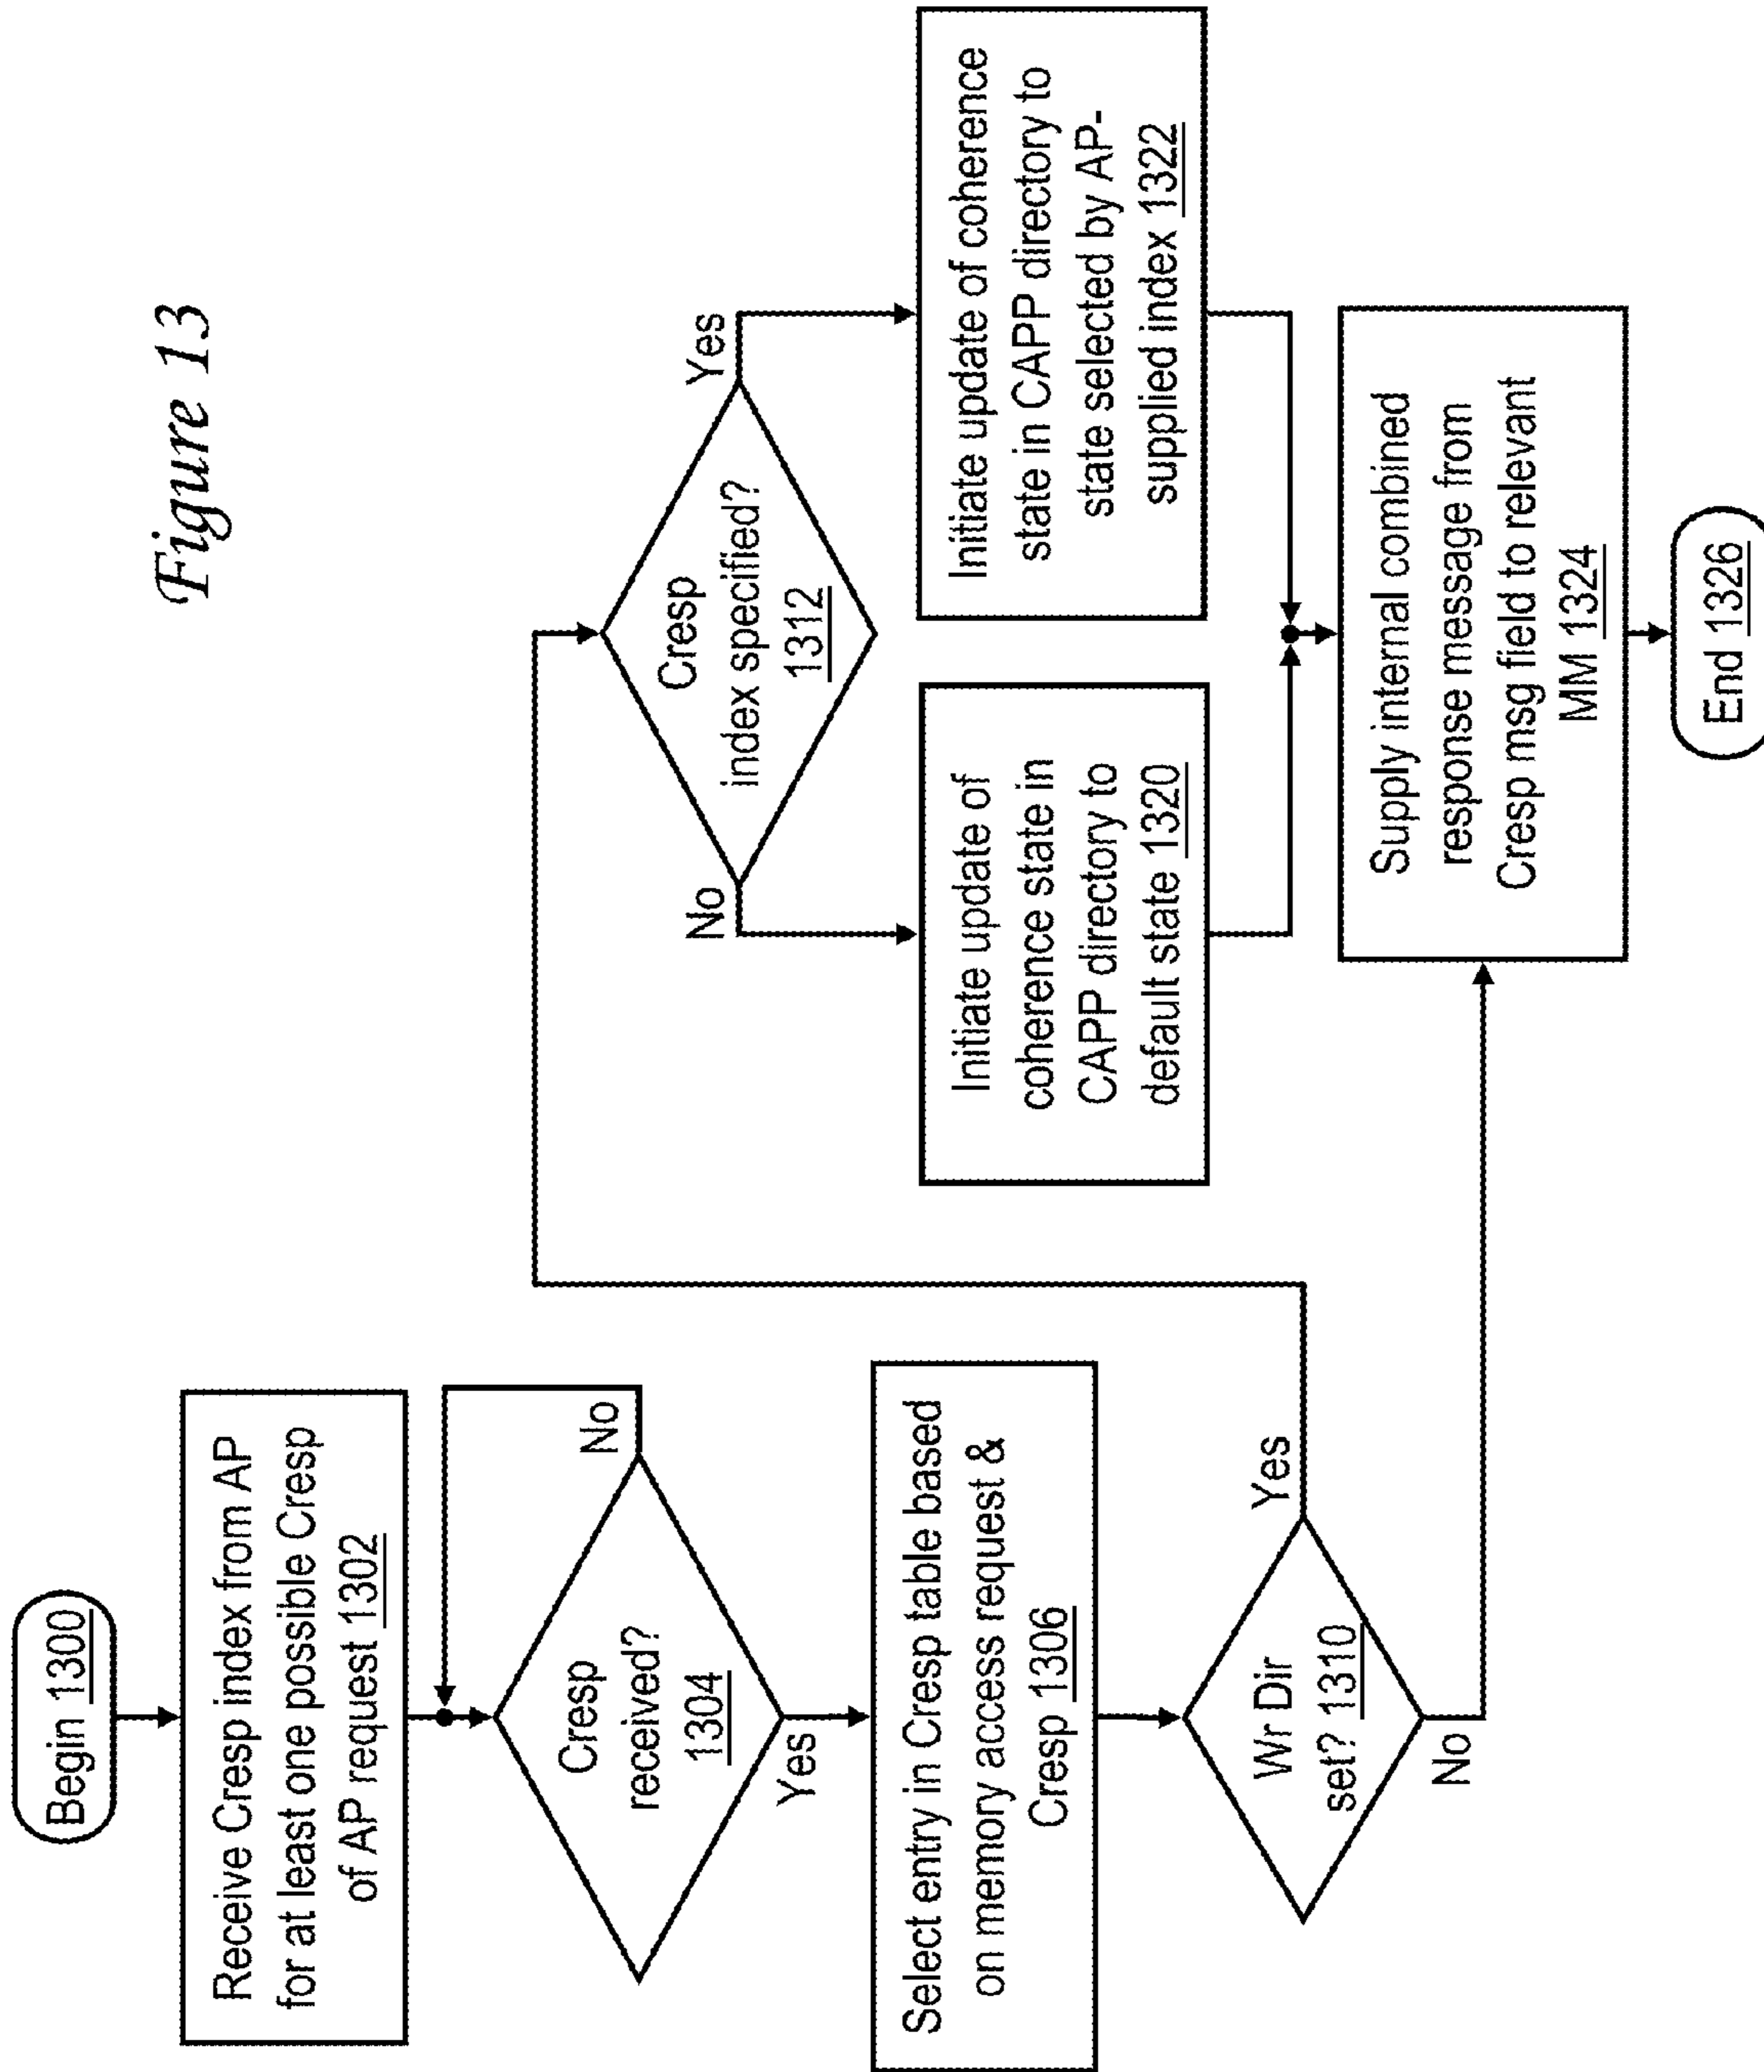 Figure 13
Begin 1300
Receive Cresp index from AP
for at least one possible Cresp
of AP request 1302
Cresp
received?
1304
No
Yes
Select entry in Cresp table based
on memory access request &
Cresp 1306
Wr Dir
set? 1310
Yes
No
Cresp
index specified?
1312
No
Yes
Initiate update of
coherence state in
CAPP directory to
default state 1320
Initiate update of coherence
state in CAPP directory to
state selected by AP-
supplied index 1322
Supply internal combined
response message from
Cresp msg field to relevant
MM 1324
End 1326